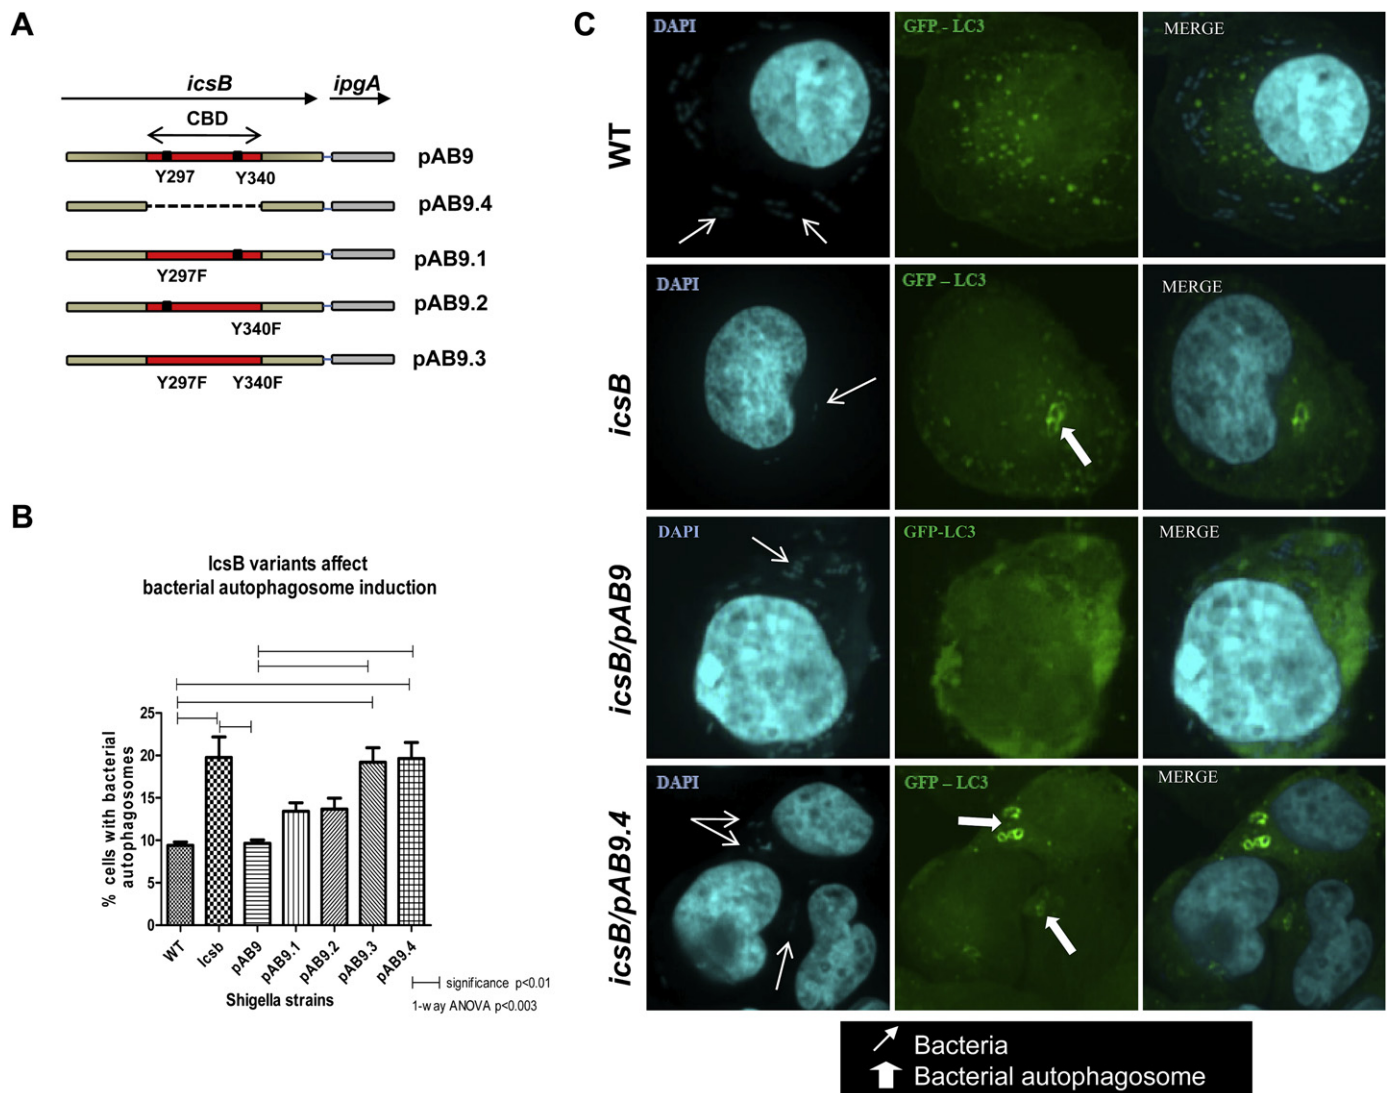 A
icsB
ipgA
CBD
pAB9
Y297
Y340
pAB9.4
pAB9.1
Y297F
pAB9.2
Y340F
pAB9.3
Y297F
Y340F
B
IcsB variants affect
bacterial autophagosome induction
% cells with bacterial
autophagosomes
25
20
15
10
5
0
WT
Icsb
pAB9
pAB9.1
pAB9.2
pAB9.3
pAB9.4
Shigella strains
significance p<0.01
1-way ANOVA p<0.003
C
WT
DAPI
GFP - LC3
MERGE
icsB
DAPI
GFP – LC3
MERGE
icsB/pAB9
DAPI
GFP-LC3
MERGE
icsB/pAB9.4
DAPI
GFP – LC3
MERGE
Bacteria
Bacterial autophagosome